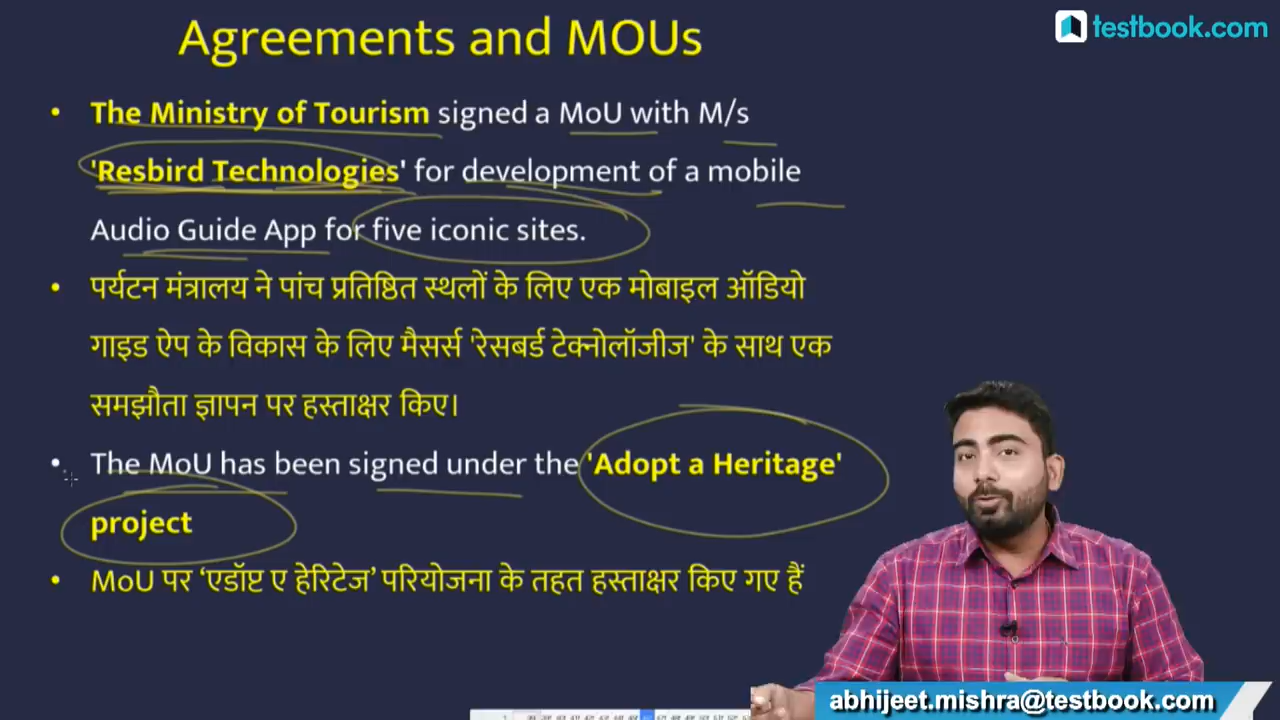 Agreements and MOUs
testbook.com
• The Ministry of Tourism signed a MoU with M/s
'Resbird Technologies' for development of a mobile
Audio Guide App for five iconic sites.
• पर्यटन मंत्रालय ने पांच प्रतिष्ठित स्थलों के लिए एक मोबाइल ऑडियो
गाइड ऐप के विकास के लिए मैसर्स 'रेसबर्ड टेक्नोलॉजीज' के साथ एक
समझौता ज्ञापन पर हस्ताक्षर किए।
• The MoU has been signed under the 'Adopt a Heritage'
project
• MoU पर ‘एडॉप्ट ए हेरिटेज’ परियोजना के तहत हस्ताक्षर किए गए हैं
abhijeet.mishra@testbook.com